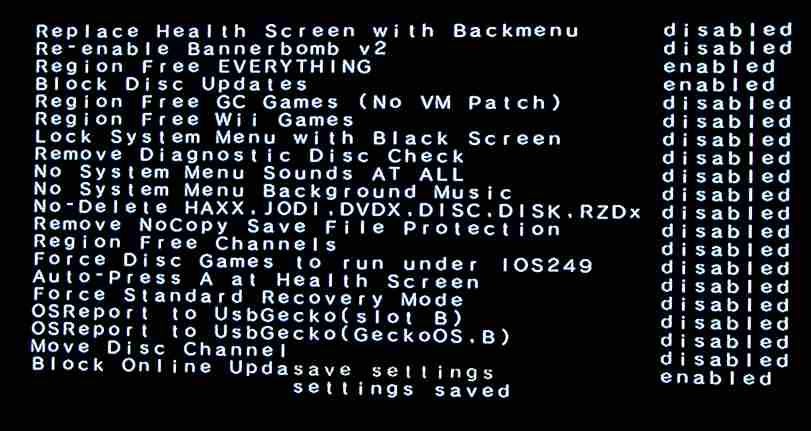 Replace Health Screen with Backmenu disabled
Re-enable Bannerbomb v2 disabled
Region Free EVERYTHING enabled
Block Disc Updates enabled
Region Free GC Games (No VM Patch) disabled
Region Free Wii Games disabled
Lock System Menu with Black Screen disabled
Remove Diagnostic Disc Check disabled
No System Menu Sounds AT ALL disabled
No System Menu Background Music disabled
No-Delete HAXX,JODI,DVDX,DISC,DISK,RZDx disabled
Remove NoCopy Save File Protection disabled
Region Free Channels disabled
Force Disc Games to run under IOS249 disabled
Auto-Press A at Health Screen disabled
Force Standard Recovery Mode disabled
OSReport to UsbGecko(slot B) disabled
OSReport to UsbGecko(GeckoOS,B) disabled
Move Disc Channel disabled
Block Online Updasave settings enabled
settings saved